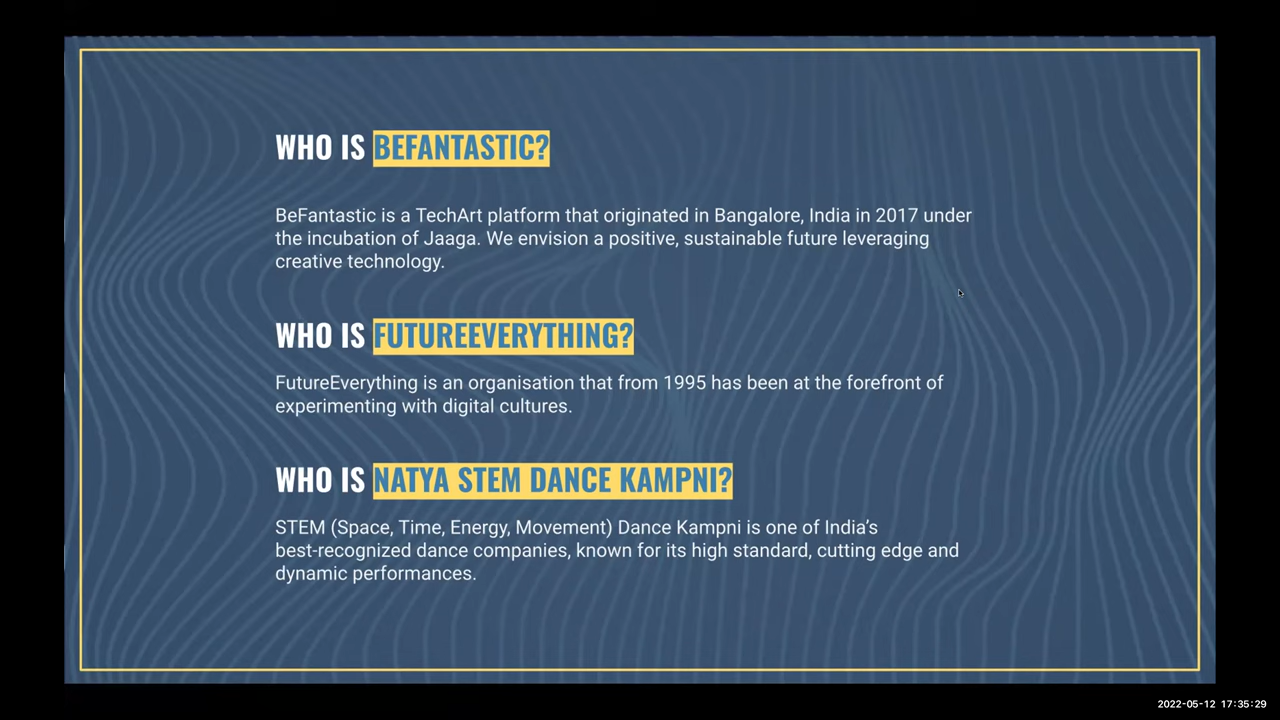 WHO IS BEFANTASTIC?
BeFantastic is a TechArt platform that originated in Bangalore, India in 2017 under
the incubation of Jaaga. We envision a positive, sustainable future leveraging
creative technology.
WHO IS FUTUREEVERYTHING?
FutureEverything is an organisation that from 1995 has been at the forefront of
experimenting with digital cultures.
WHO IS NATYA STEM DANCE KAMPNI?
STEM (Space, Time, Energy, Movement) Dance Kampni is one of India’s
best-recognized dance companies, known for its high standard, cutting edge and
dynamic performances.
2022-05-12 17:35:29